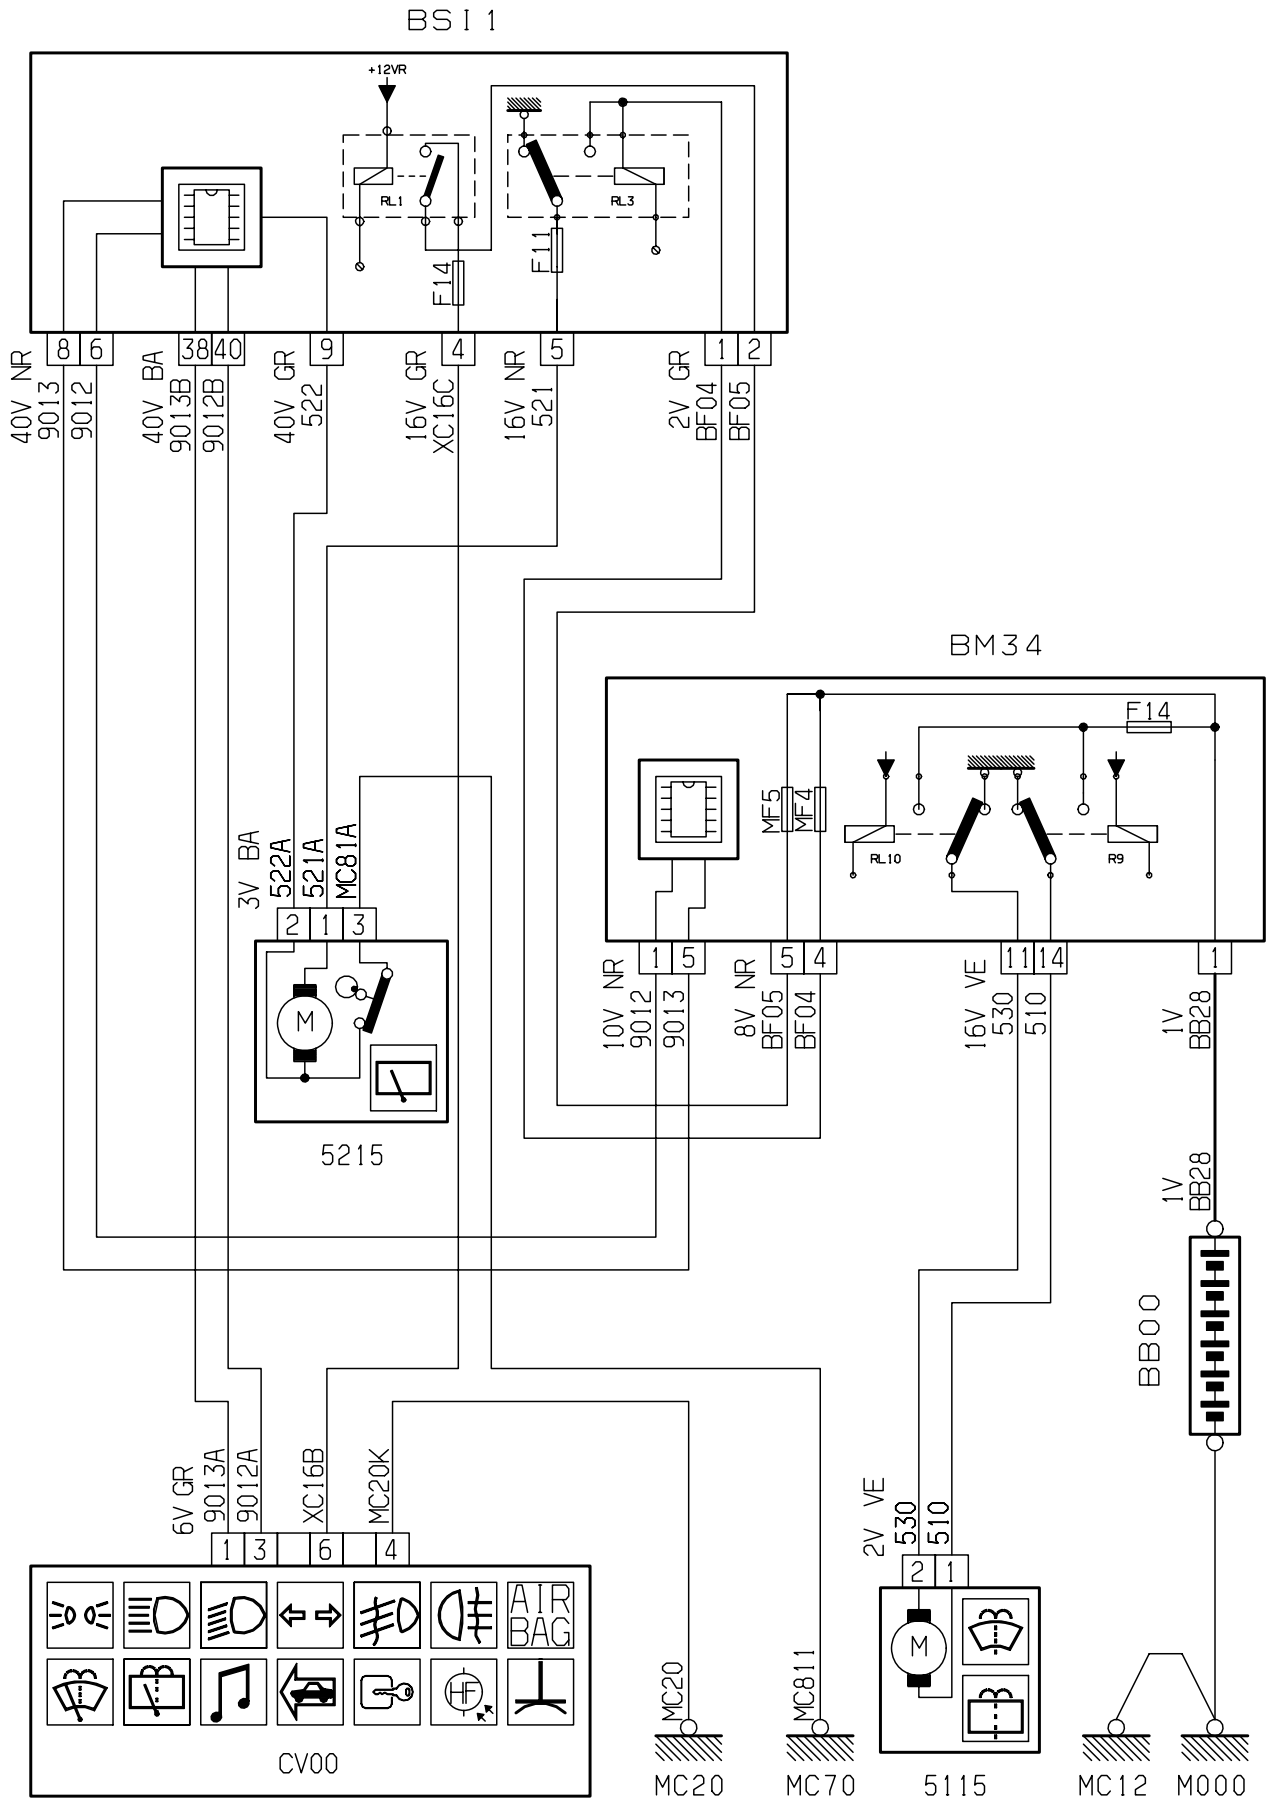 BSI1
+12VR
RL1
RL3
F14
F11
8 6 38 40 9 4 5 1 2
40V NR
9013
9012
40V BA
9013B
9012B
40V GR
522
16V GR
XC16C
16V NR
521
2V GR
BF04
BF05
BM34
F14
MF5
MF4
RL10
R9
3V BA
522A
521A
MC81A
2 1 3
M
5215
1 5 5 4 11 14 1
10V NR
9012
9013
8V NR
BF05
BF04
16V VE
530
510
1V
BB28
1V
BB28
BB00
6V GR
9013A
9012A
XC16B
MC20K
1 3 6 4
AIR
BAG
HF
CV00
MC20
MC20
MC811
MC70
2V VE
530
510
2 1
M
5115
MC12
M000